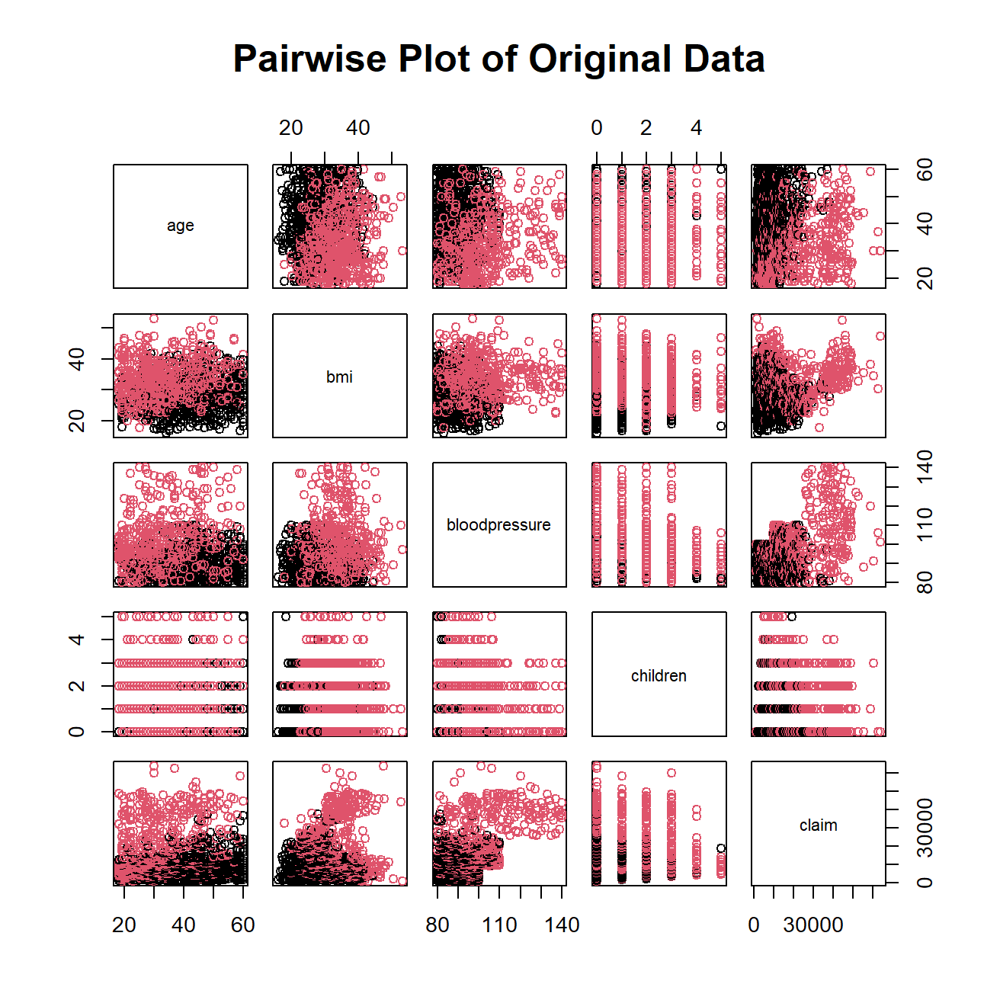 Pairwise Plot of Original Data
20 40
0 2 4
age
20 40 60
20 40
bmi
bloodpressure
80 110 140
0 2 4
children
claim
0 30000
20 40 60
80 110 140
0 30000